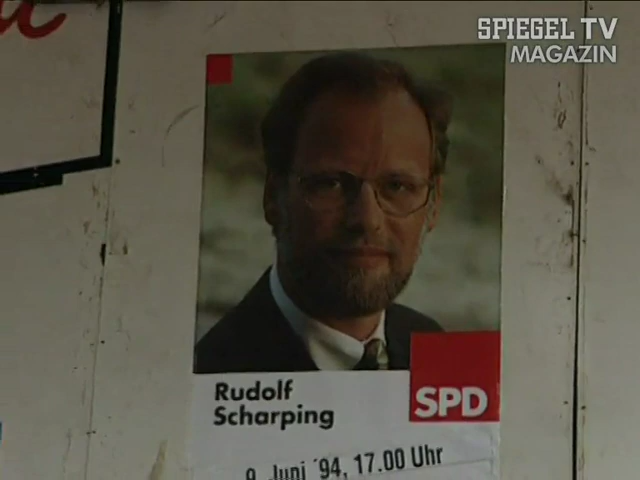 SPIEGEL TV
MAGAZIN
Rudolf
Scharping
SPD
9. Juni '94, 17.00 Uhr